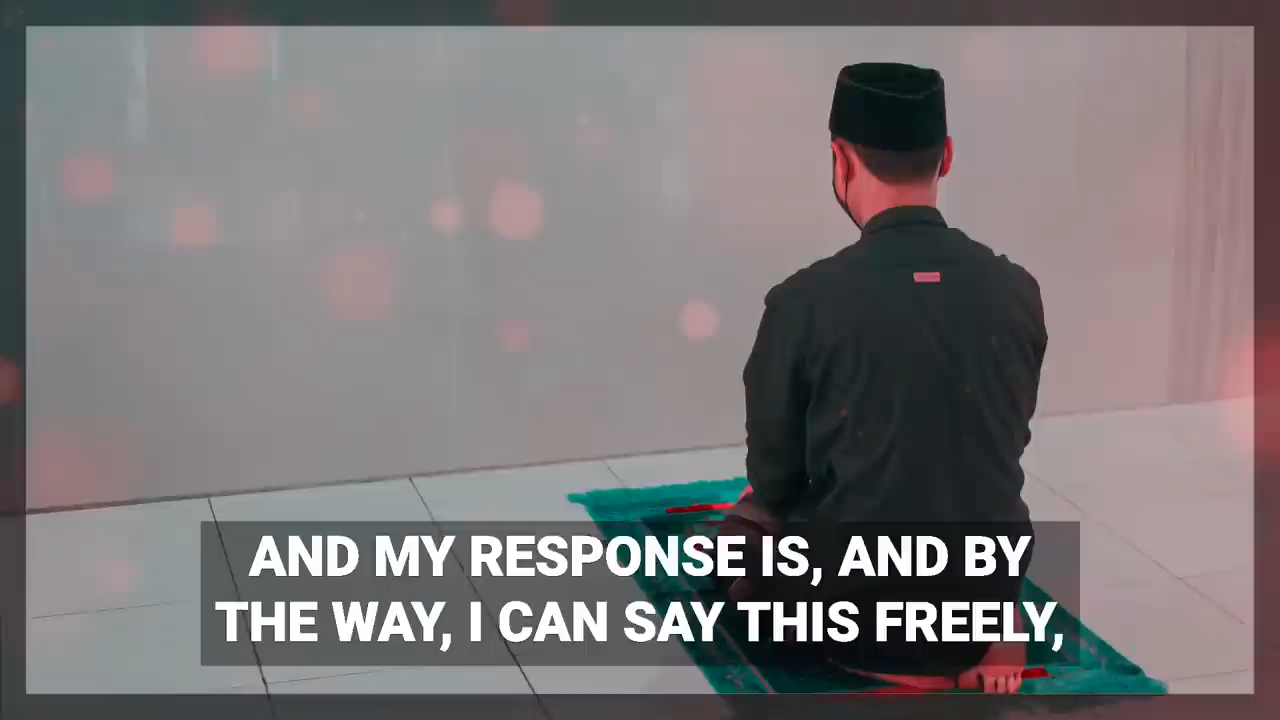 AND MY RESPONSE IS, AND BY
THE WAY, I CAN SAY THIS FREELY,